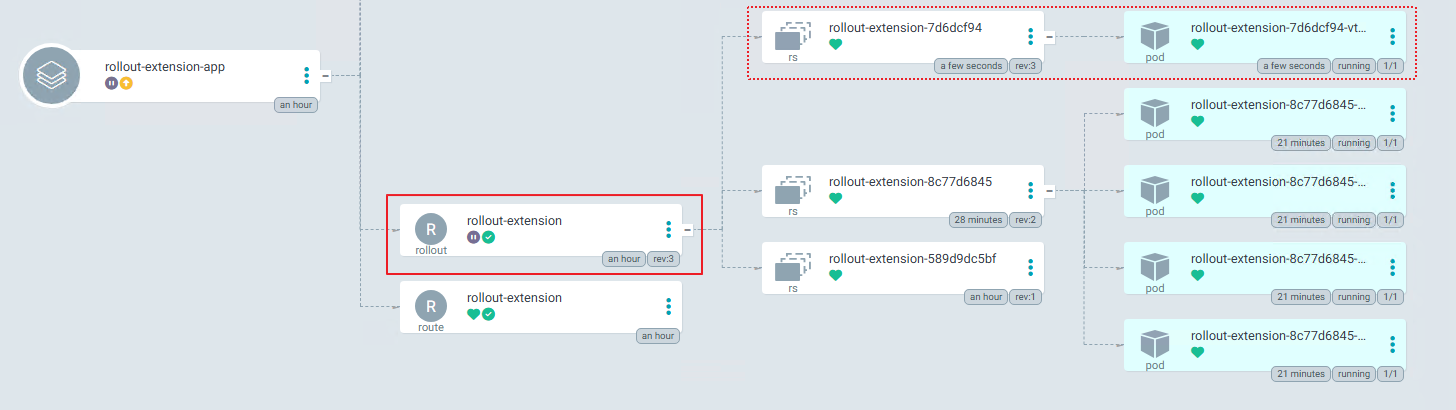 rollout-extension-app
an hour
R
rollout
rollout-extension
an hour rev:3
R
route
rollout-extension
an hour
rs
rollout-extension-7d6dcf94
a few seconds rev:3
rs
rollout-extension-8c77d6845
28 minutes rev:2
rs
rollout-extension-589d9dc5bf
an hour rev:1
pod
rollout-extension-7d6dcf94-vt...
a few seconds running 1/1
pod
rollout-extension-8c77d6845-...
21 minutes running 1/1
pod
rollout-extension-8c77d6845-...
21 minutes running 1/1
pod
rollout-extension-8c77d6845-...
21 minutes running 1/1
pod
rollout-extension-8c77d6845-...
21 minutes running 1/1